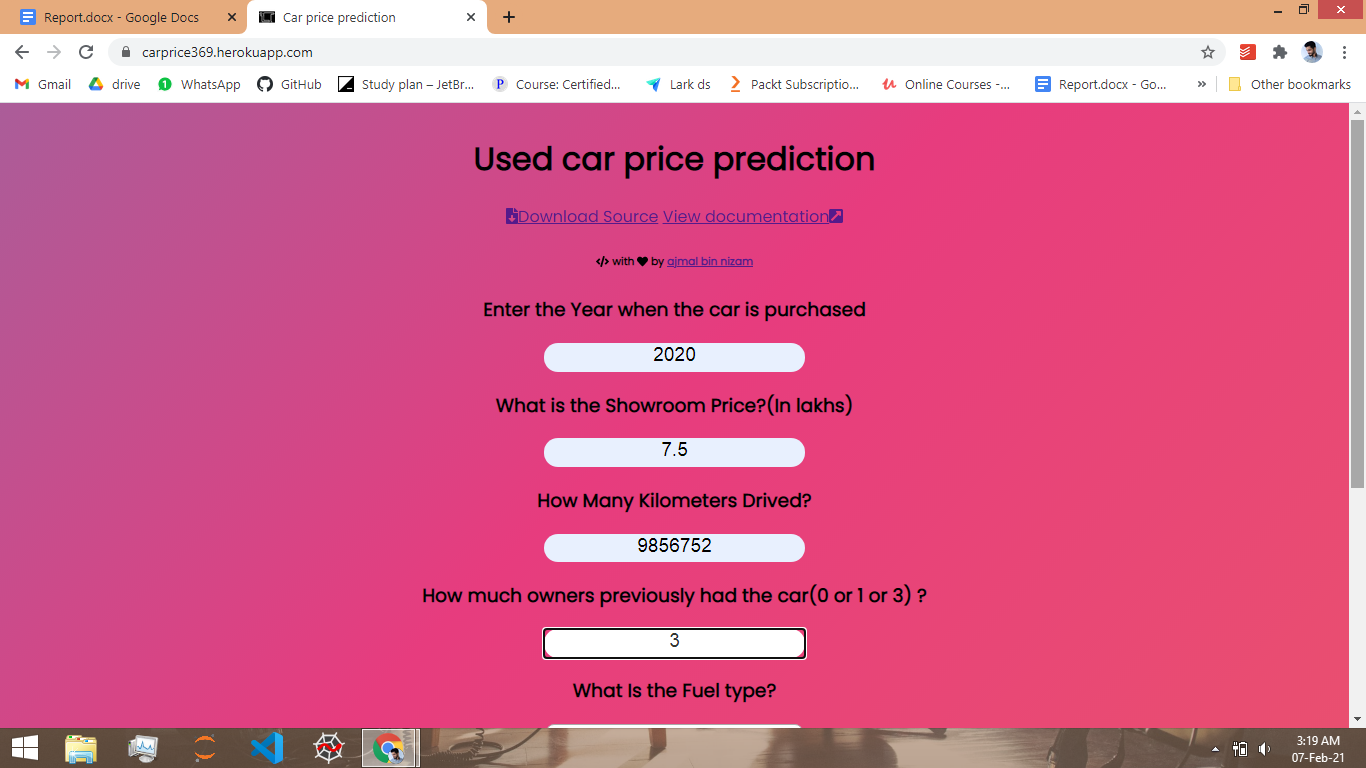 Report.docx - Google Docs
Car price prediction
carprice369.herokuapp.com
Gmail
drive
1
WhatsApp
GitHub
Study plan – JetBr...
P
Course: Certified...
Lark ds
Packt Subscriptio...
Online Courses -...
Report.docx - Go...
»
Other bookmarks
Used car price prediction
Download Source View documentation
</> with ♥ by ajmal bin nizam
Enter the Year when the car is purchased
2020
What is the Showroom Price?(In lakhs)
7.5
How Many Kilometers Drived?
9856752
How much owners previously had the car(0 or 1 or 3) ?
3
What Is the Fuel type?
3:19 AM
07-Feb-21